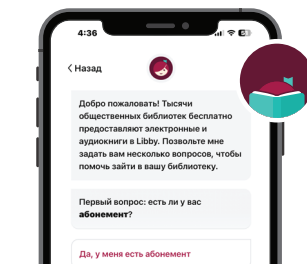 4:36
Назад
Добро пожаловать! Тысячи
общественных библиотек бесплатно
предоставляют электронные и
аудиокниги в Libby. Позвольте мне
задать вам несколько вопросов, чтобы
помочь зайти в вашу библиотеку.
Первый вопрос: есть ли у вас
абонемент?
Да, у меня есть абонемент